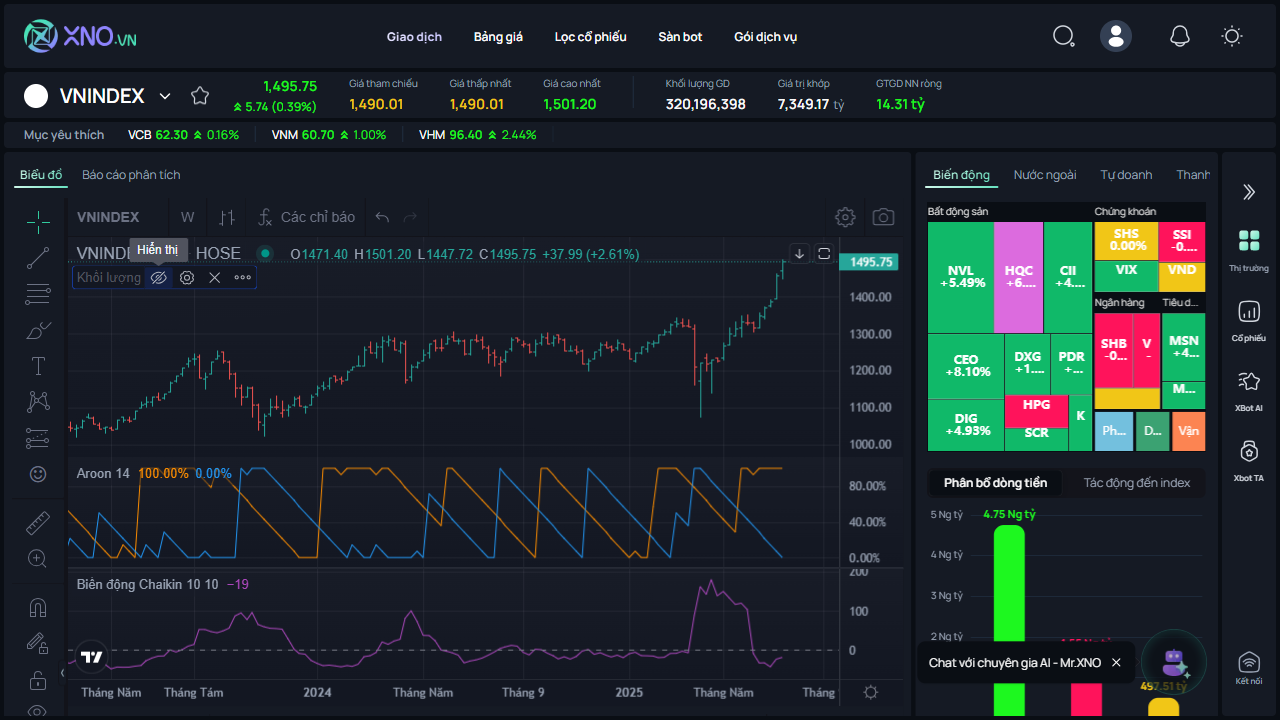 XNO.VN
Giao dịch Bảng giá Lọc cổ phiếu Sàn bot Gói dịch vụ
VNINDEX
1,495.75
5.74 (0.39%)
Giá tham chiếu
1,490.01
Giá thấp nhất
1,490.01
Giá cao nhất
1,501.20
Khối lượng GD
320,196,398
Giá trị khớp
7,349.17 tỷ
GTGD NN ròng
14.31 tỷ
Mục yêu thích VCB 62.30 0.16% VNM 60.70 1.00% VHM 96.40 2.44%
Biểu đồ Báo cáo phân tích
VNINDEX W Các chỉ báo
Hiển thị
HOSE O1471.40 H1501.20 L1447.72 C1495.75 +37.99 (+2.61%)
Khối lượng
1495.75
1400.00
1300.00
1200.00
1100.00
1000.00
Aroon 14 100.00% 0.00%
80.00%
40.00%
0.00%
Biên động Chaikin 10 10 −19
200
100
0
Tháng Năm Tháng Tám 2024 Tháng Năm Tháng 9 2025 Tháng Năm Tháng
Biến động Nước ngoài Tự doanh Thanh
Bất động sản
NVL
+5.49%
HQC
+6....
CII
+4....
CEO
+8.10%
DXG
+1....
PDR
+...
DIG
+4.93%
HPG
SCR
K
Chứng khoán
SHS
0.00%
SSI
-0....
VIX
VND
Ngân hàng
Tiêu d...
SHB
-0...
V
-
MSN
+4...
M...
Ph...
D...
Vận
Phân bổ dòng tiền Tác động đến index
5 Ng tỷ
4.75 Ng tỷ
4 Ng tỷ
3 Ng tỷ
2 Ng tỷ
Chat với chuyên gia AI - Mr.XNO
497.51 tỷ
Thị trường
Cổ phiếu
XBot AI
Xbot TA
Kết nối